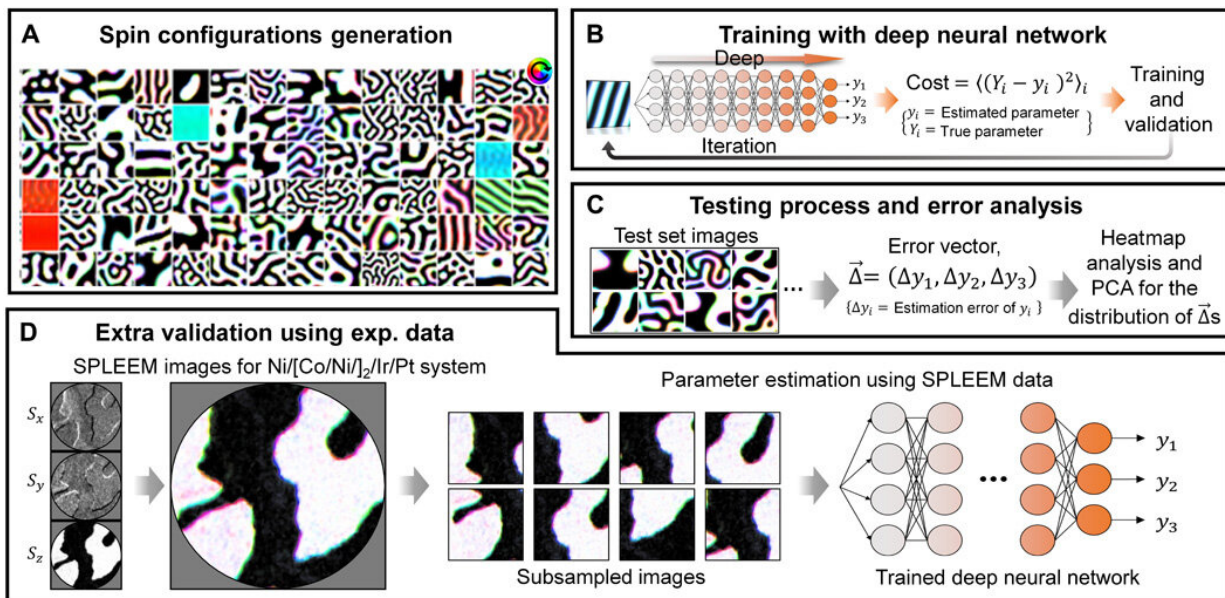 A Spin configurations generation
B Training with deep neural network
Deep
y₁
y₂
y₃
Iteration
Cost = ⟨(Yᵢ − yᵢ )²⟩ᵢ
{ yᵢ = Estimated parameter
Yᵢ = True parameter }
Training
and
validation
C Testing process and error analysis
Test set images
...
Error vector,
Δ⃗ = (Δy₁, Δy₂, Δy₃)
{Δyᵢ = Estimation error of yᵢ }
Heatmap
analysis and
PCA for the
distribution of Δ⃗s
D Extra validation using exp. data
SPLEEM images for Ni/[Co/Ni/]₂/Ir/Pt system
Sₓ
Sᵧ
S_z
Subsampled images
Parameter estimation using SPLEEM data
...
y₁
y₂
y₃
Trained deep neural network